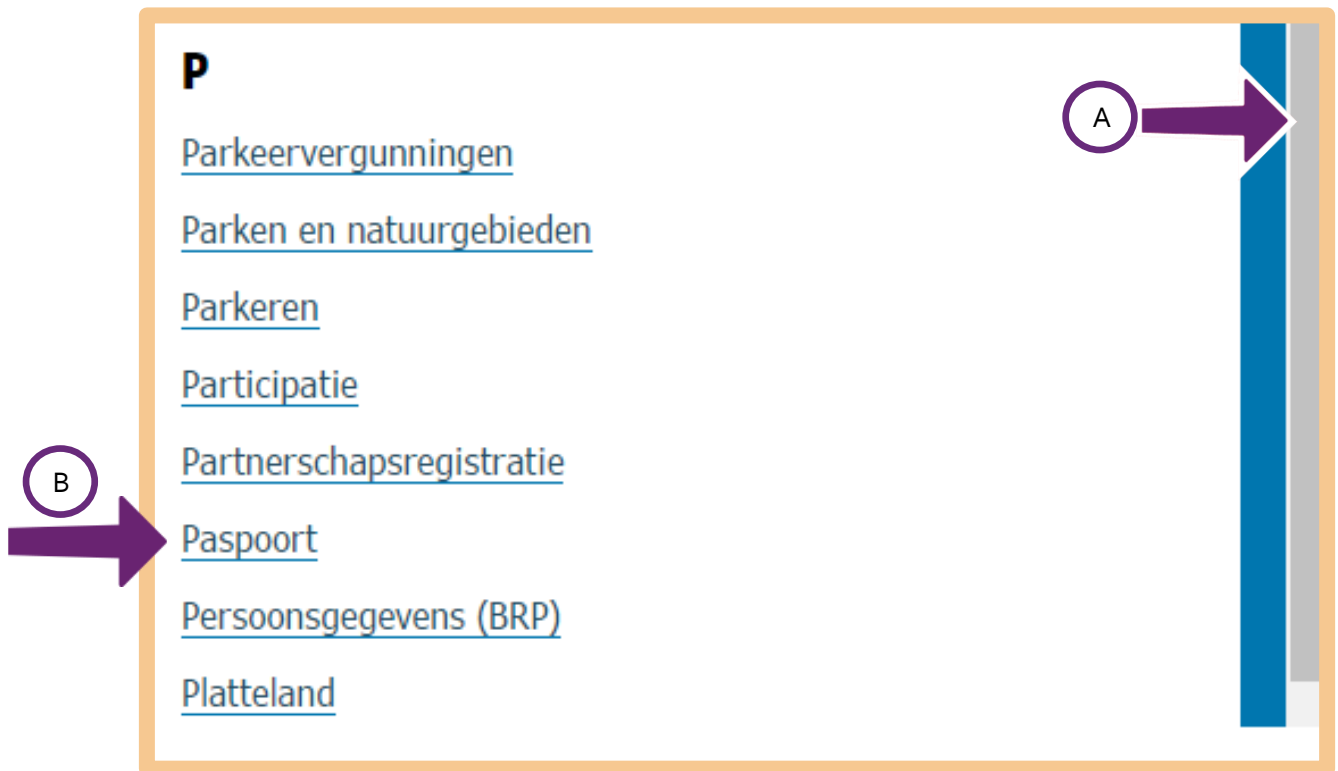 P
A
Parkeervergunningen
Parken en natuurgebieden
Parkeren
Participatie
Partnerschapsregistratie
B
Paspoort
Persoonsgegevens (BRP)
Platteland